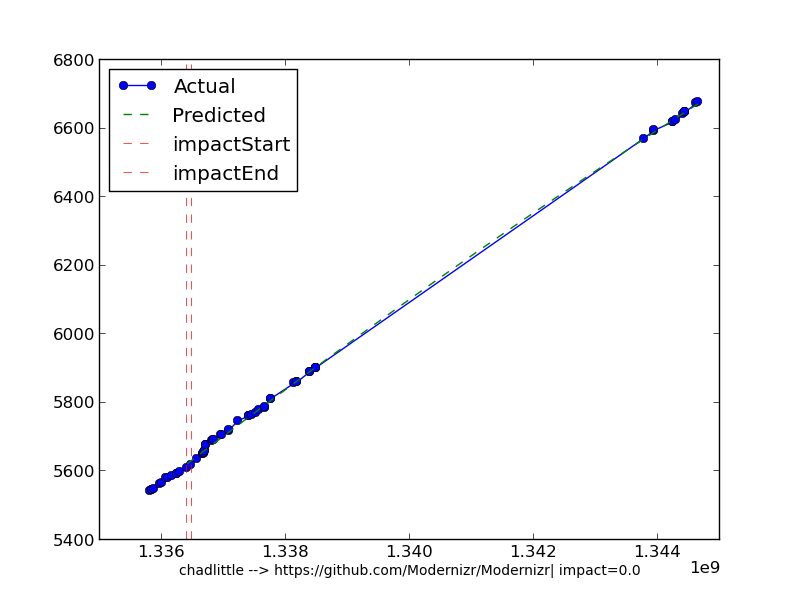 6800
6600
6400
6200
6000
5800
5600
5400
Actual
Predicted
impactStart
impactEnd
1.336 1.338 1.340 1.342 1.344
1e9
chadlittle --> https://github.com/Modernizr/Modernizr| impact=0.0